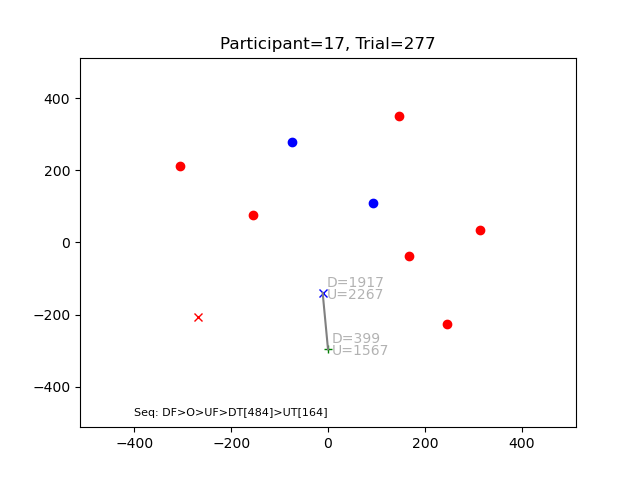 Participant=17, Trial=277
400
200
0
−200
−400
D=1917
U=2267
D=399
U=1567
Seq: DF>O>UF>DT[484]>UT[164]
−400
−200
0
200
400